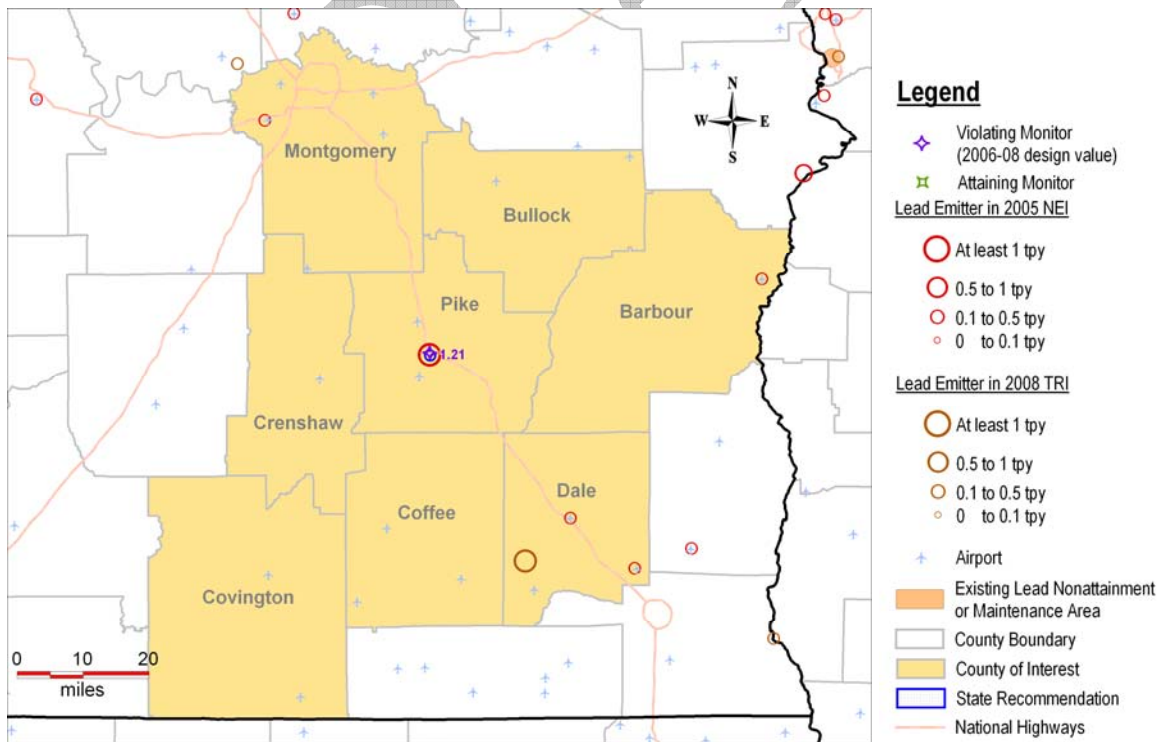 Montgomery
Bullock
Pike
Barbour
1.21
Crenshaw
Coffee
Dale
Covington
N
W E
S
0 10 20
miles
Legend
Violating Monitor
(2006-08 design value)
Attaining Monitor
Lead Emitter in 2005 NEI
At least 1 tpy
0.5 to 1 tpy
0.1 to 0.5 tpy
0 to 0.1 tpy
Lead Emitter in 2008 TRI
At least 1 tpy
0.5 to 1 tpy
0.1 to 0.5 tpy
0 to 0.1 tpy
Airport
Existing Lead Nonattainment
or Maintenance Area
County Boundary
County of Interest
State Recommendation
National Highways